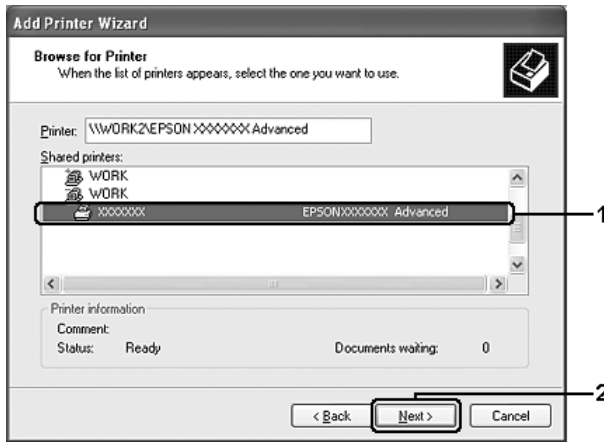 Add Printer Wizard
Browse for Printer
When the list of printers appears, select the one you want to use.
Printer: \\WORK2\EPSON XXXXXXX Advanced
Shared printers:
WORK
WORK
XXXXXXX EPSONXXXXXXX Advanced
1
Printer information
Comment:
Status: Ready Documents waiting: 0
2
< Back Next > Cancel